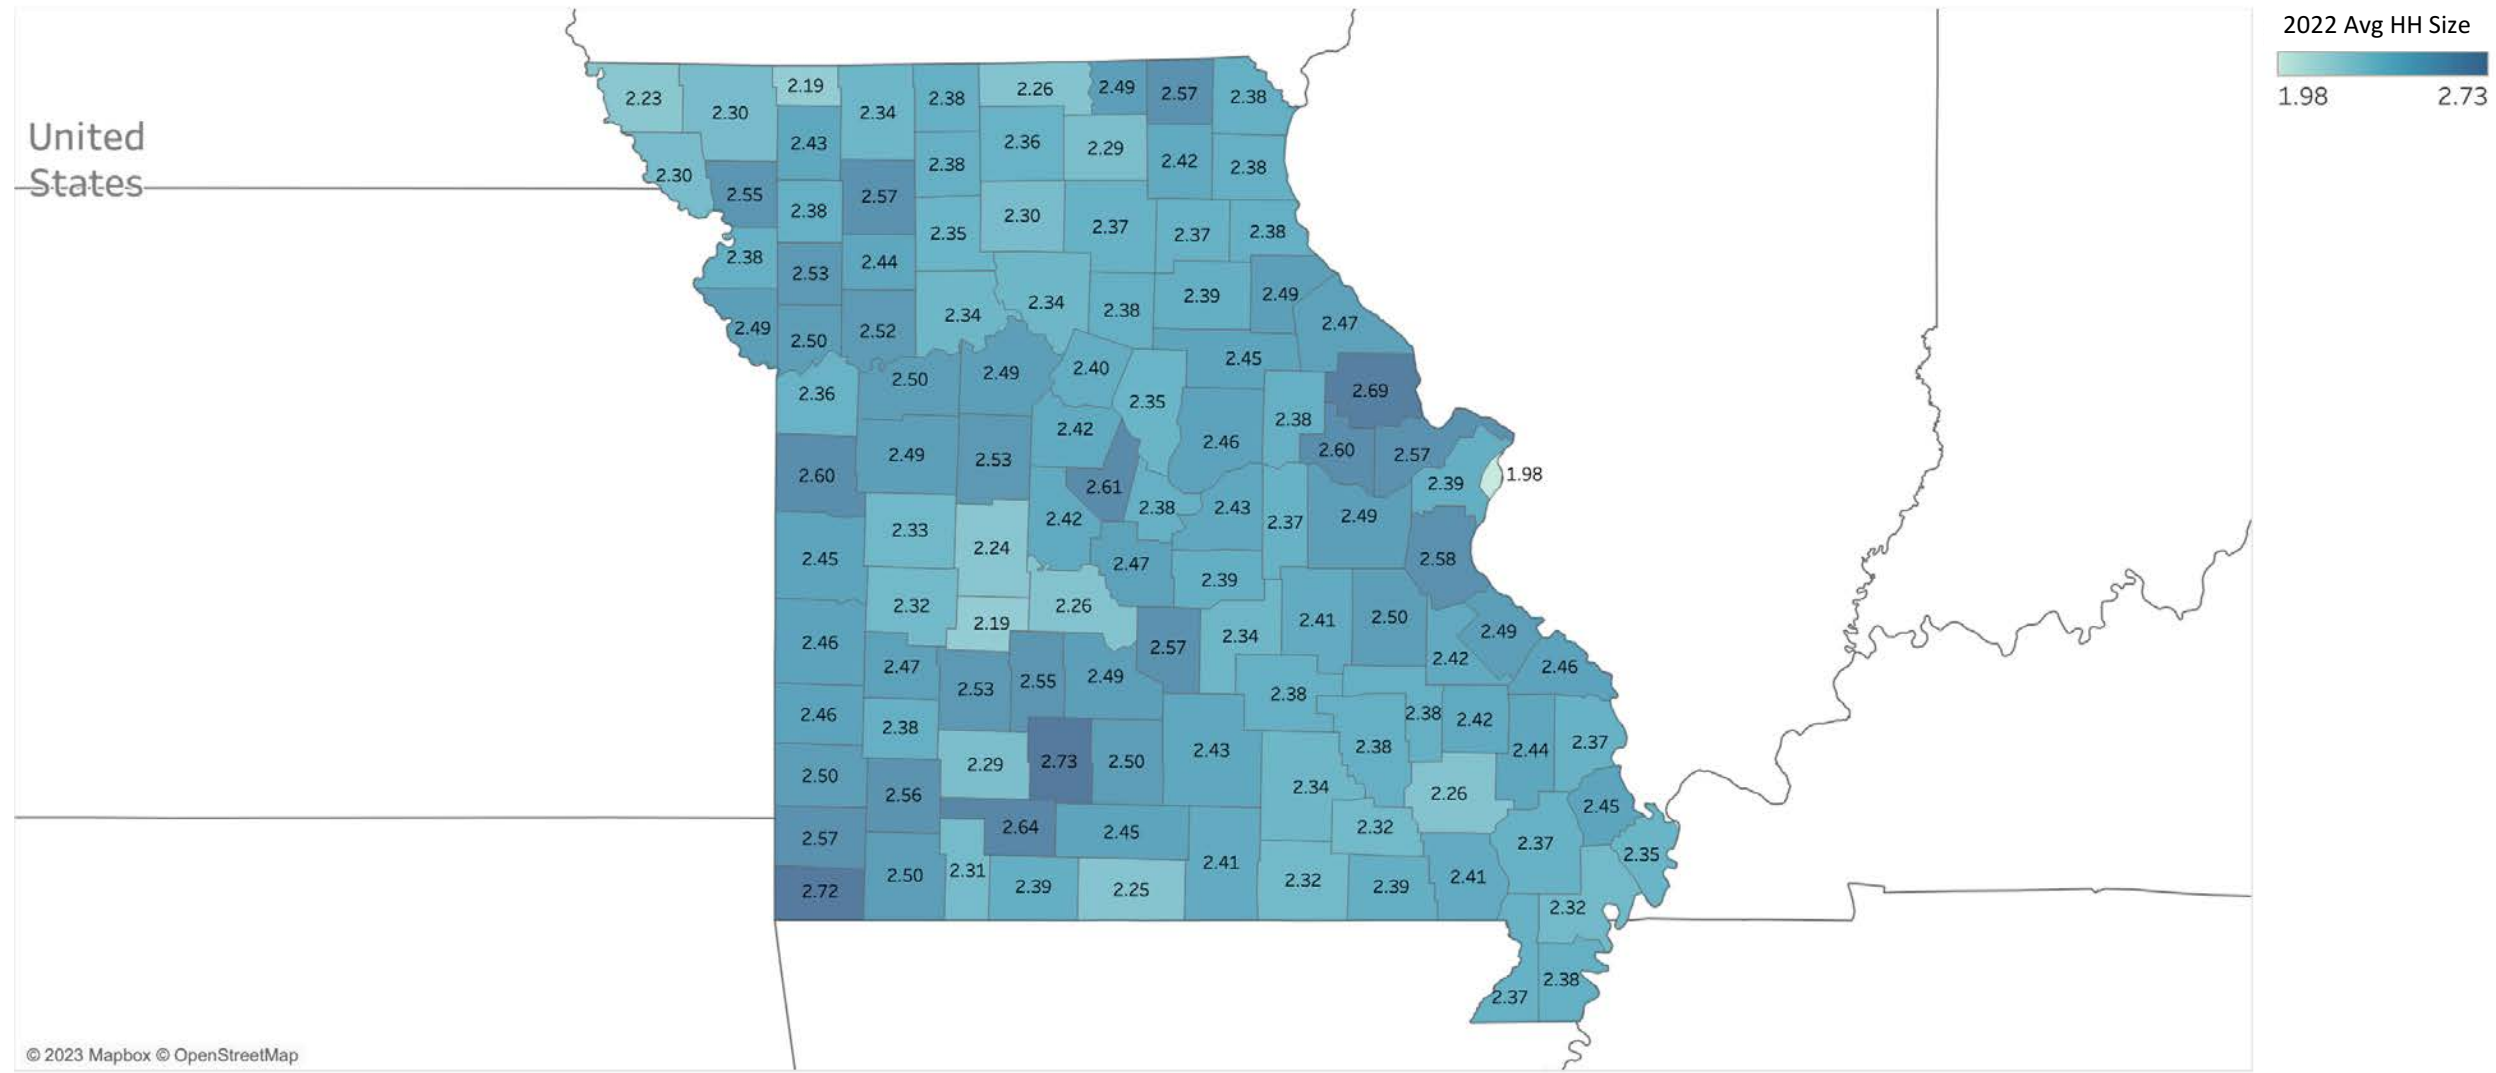 2022 Avg HH Size
1.98 2.73
United
States
2.23 2.30 2.19 2.34 2.38 2.26 2.49 2.57 2.38
2.43 2.36 2.29 2.42 2.38
2.30 2.55 2.38 2.57 2.38
2.35 2.30 2.37 2.37 2.38
2.38 2.53 2.44
2.49 2.50 2.52 2.34 2.34 2.38 2.39 2.49 2.47
2.36 2.50 2.49 2.40 2.35 2.45 2.69
2.42 2.46 2.38
2.60 2.49 2.53 2.61 2.38 2.43 2.60 2.57 2.39 1.98
2.45 2.33 2.24 2.42 2.47 2.37 2.49 2.58
2.32 2.19 2.26 2.39
2.46 2.47 2.57 2.34 2.41 2.50 2.42 2.49 2.46
2.53 2.55 2.49 2.38
2.46 2.38 2.43 2.38 2.38 2.42 2.44 2.37
2.50 2.56 2.29 2.73 2.50 2.34 2.26 2.45
2.57 2.64 2.45 2.41 2.32 2.37 2.35
2.72 2.50 2.31 2.39 2.25 2.32 2.39 2.41 2.32
2.37 2.38
© 2023 Mapbox © OpenStreetMap